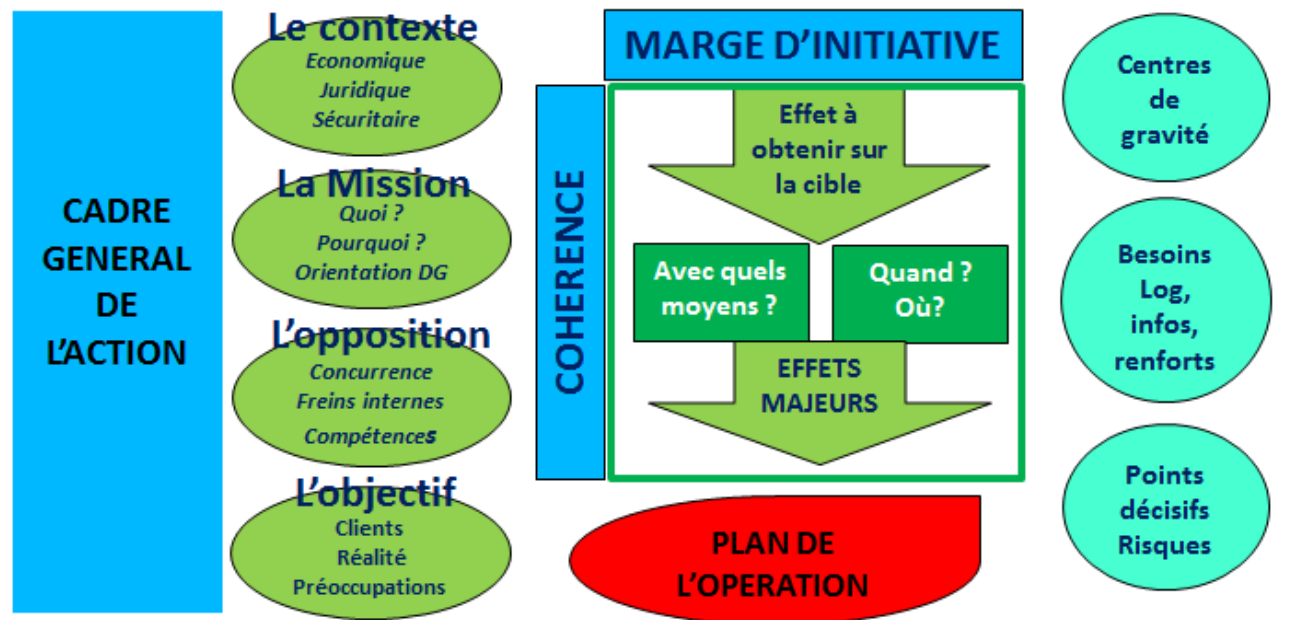 CADRE
GENERAL
DE
L'ACTION
Le contexte
Economique
Juridique
Sécuritaire
La Mission
Quoi ?
Pourquoi ?
Orientation DG
L'opposition
Concurrence
Freins internes
Compétences
L'objectif
Clients
Réalité
Préoccupations
MARGE D'INITIATIVE
COHERENCE
Effet à
obtenir sur
la cible
Avec quels
moyens ?
Quand ?
Où?
EFFETS
MAJEURS
PLAN DE
L'OPERATION
Centres
de
gravité
Besoins
Log,
infos,
renforts
Points
décisifs
Risques